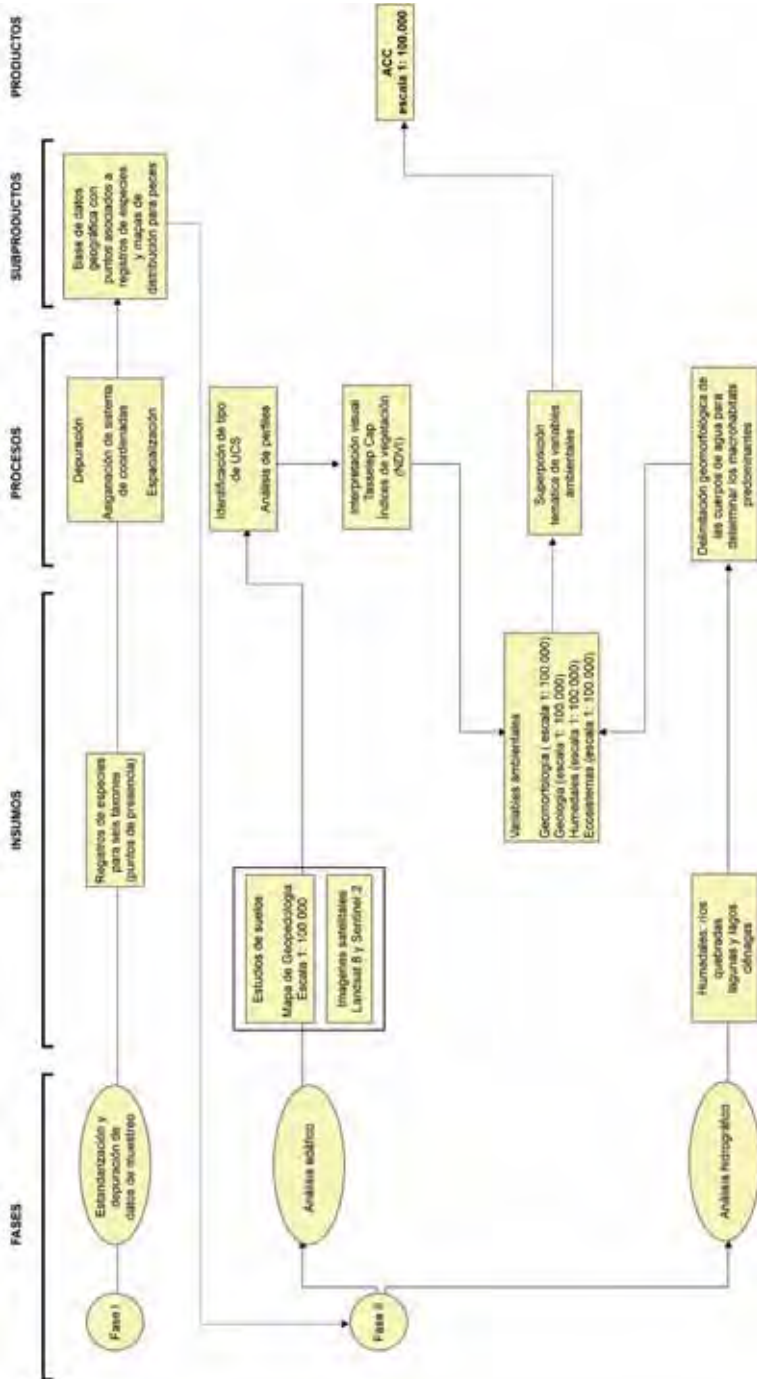 FASES
INSUMOS
PROCESOS
SUBPRODUCTOS
PRODUCTOS
Fase I
Estandarización y
depuración de
datos de muestreo
Registros de especies
para seis taxones
(puntos de presencia)
Depuración
Asiganación de sistema
de coordenadas
Espacialización
Base de datos
geográfica con
puntos asociados a
registros de especies
y mapas de
distribución para peces
Fase II
Análisis edáfico
Estudios de suelos
Mapa de Geopedología
Escala 1: 100.000
Imagenes satelitales
Landsat 8 y Sentinel 2
Identificación de tipo
de UCS
Análisis de perfiles
Interpretación visual
Tasselep Cap
Índices de vegetación
(NDVI)
Variables ambientales
Geomorfología ( escala 1: 100.000)
Geología (escala 1: 100.000)
Humedales (escala 1: 100.000)
Ecosistemas (escala 1: 100.000)
Superposición
temática de variables
ambientales
ACC
escala 1: 100.000
Análisis hidrográfico
Humedales: ríos
quebradas
lagunas y lagos
ciénagas
Delimitación geomorfológica de
los cuerpos de agua para
determinar los macrohabitats
predominantes